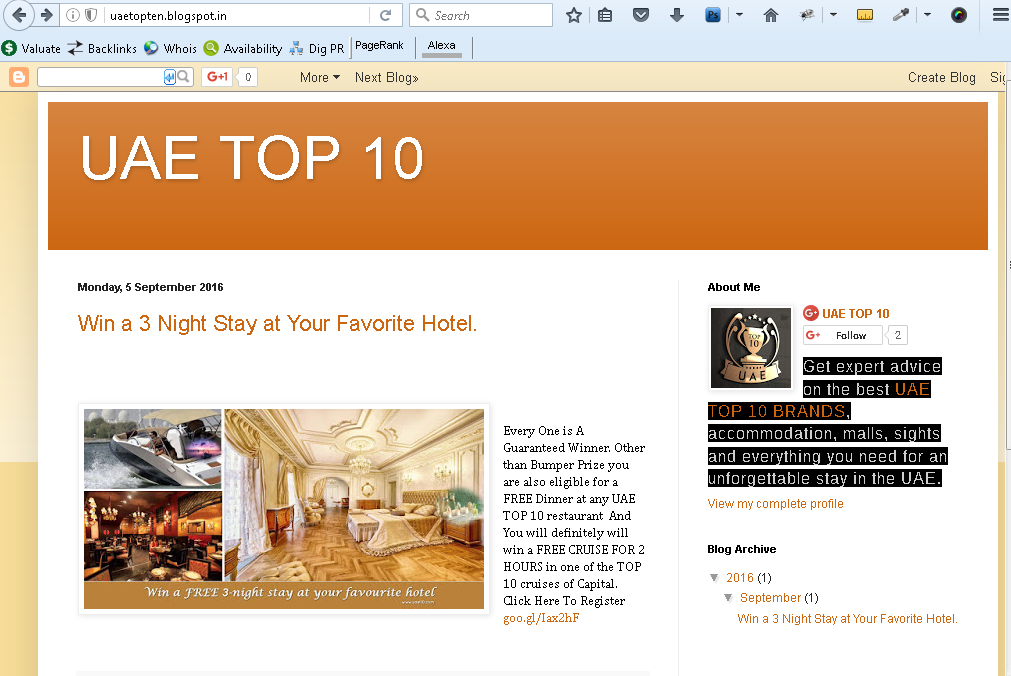 uaetopten.blogspot.in
Search
Ps
$ Valuate
Backlinks
Whois
Availability
Dig PR
PageRank
Alexa
G+1
0
More
Next Blog»
Create Blog
UAE TOP 10
Monday, 5 September 2016
Win a 3 Night Stay at Your Favorite Hotel.
Win a FREE 3-night stay at your favourite hotel
Every One is A
Guaranteed Winner. Other
than Bumper Prize you
are also eligible for a
FREE Dinner at any UAE
TOP 10 restaurant And
You will definitely will
win a FREE CRUISE FOR 2
HOURS in one of the TOP
10 cruises of Capital.
Click Here To Register
goo.gl/Iax2hF
About Me
TOP
10
UAE
G+ UAE TOP 10
G+ Follow
2
Get expert advice
on the best UAE
TOP 10 BRANDS,
accommodation, malls, sights
and everything you need for an
unforgettable stay in the UAE.
View my complete profile
Blog Archive
▼ 2016 (1)
▼ September (1)
Win a 3 Night Stay at Your Favorite Hotel.